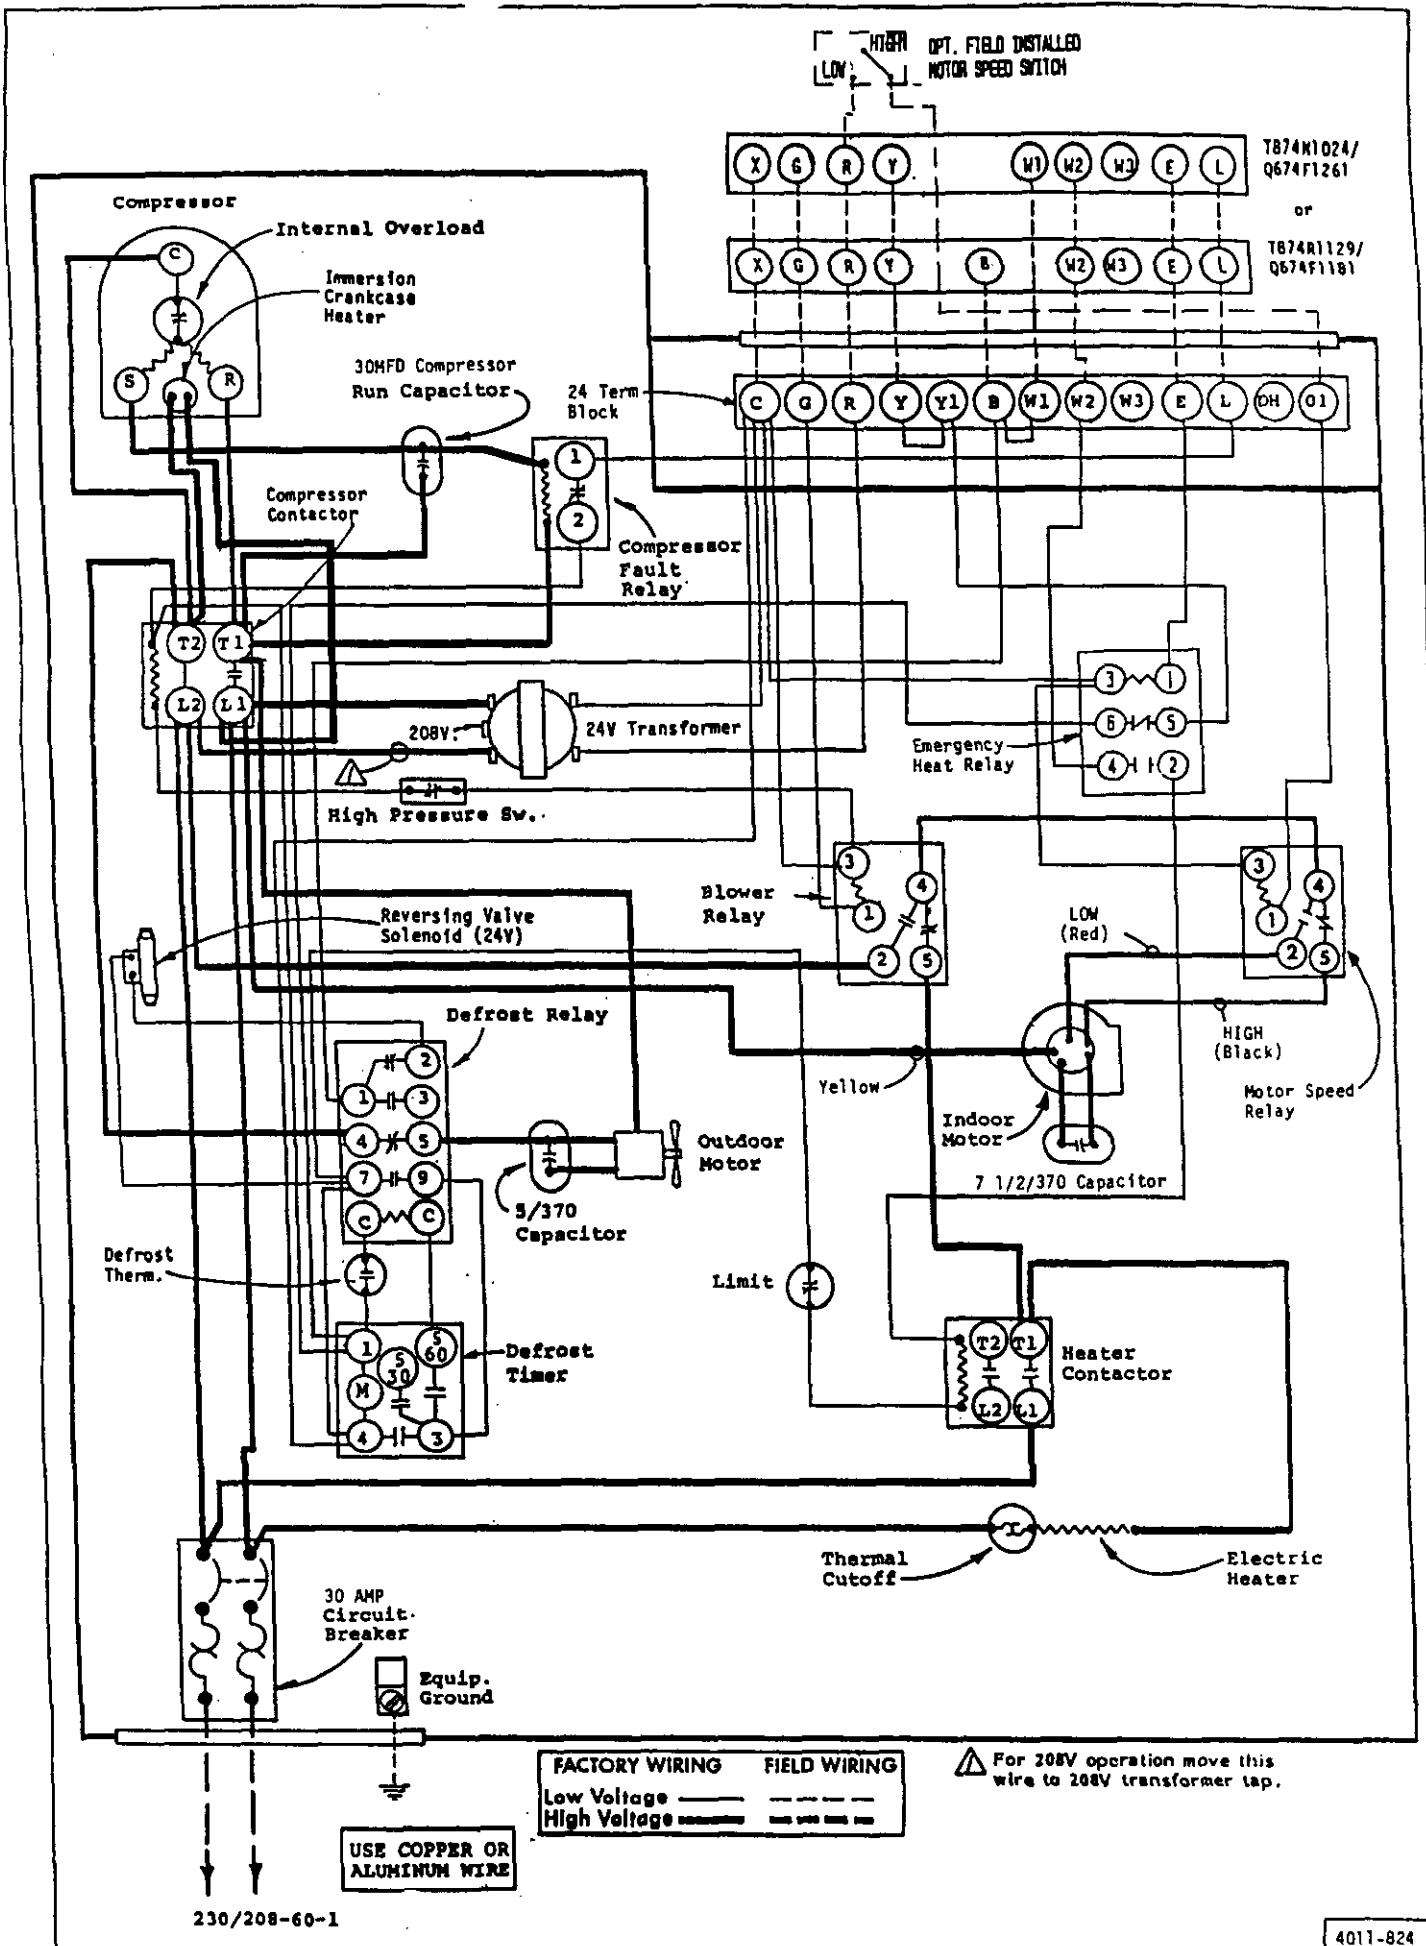 HIGH
LOW
OPT. FIELD INSTALLED
MOTOR SPEED SWITCH
X G R Y W1 W2 W3 E L
T874N1024/
Q674F1261
or
X G R Y B W2 W3 E L
T874R1129/
Q674F1181
Compressor
Internal Overload
Immersion
Crankcase
Heater
C
S
R
30MFD Compressor
Run Capacitor
24 Term
Block
C G R Y Y1 B W1 W2 W3 E L DH O1
1
2
Compressor
Contactor
Compressor
Fault
Relay
T2 T1
L2 L1
208V.
24V Transformer
High Pressure Sw.
3 1
6 5
4 2
Emergency
Heat Relay
3 4
1
2 5
Blower
Relay
3 4
1
2 5
LOW
(Red)
HIGH
(Black)
Motor Speed
Relay
Reversing Valve
Solenoid (24V)
Defrost Relay
2
1 3
4 5
7 9
C C
Yellow
Indoor
Motor
7 1/2/370 Capacitor
Outdoor
Motor
5/370
Capacitor
Defrost
Therm.
Limit
1
S
30
S
60
M
4 3
Defrost
Timer
T2 T1
L2 L1
Heater
Contactor
Thermal
Cutoff
Electric
Heater
30 AMP
Circuit
Breaker
Equip.
Ground
FACTORY WIRING FIELD WIRING
Low Voltage
High Voltage
For 208V operation move this
wire to 208V transformer tap.
USE COPPER OR
ALUMINUM WIRE
230/208-60-1
4011-824